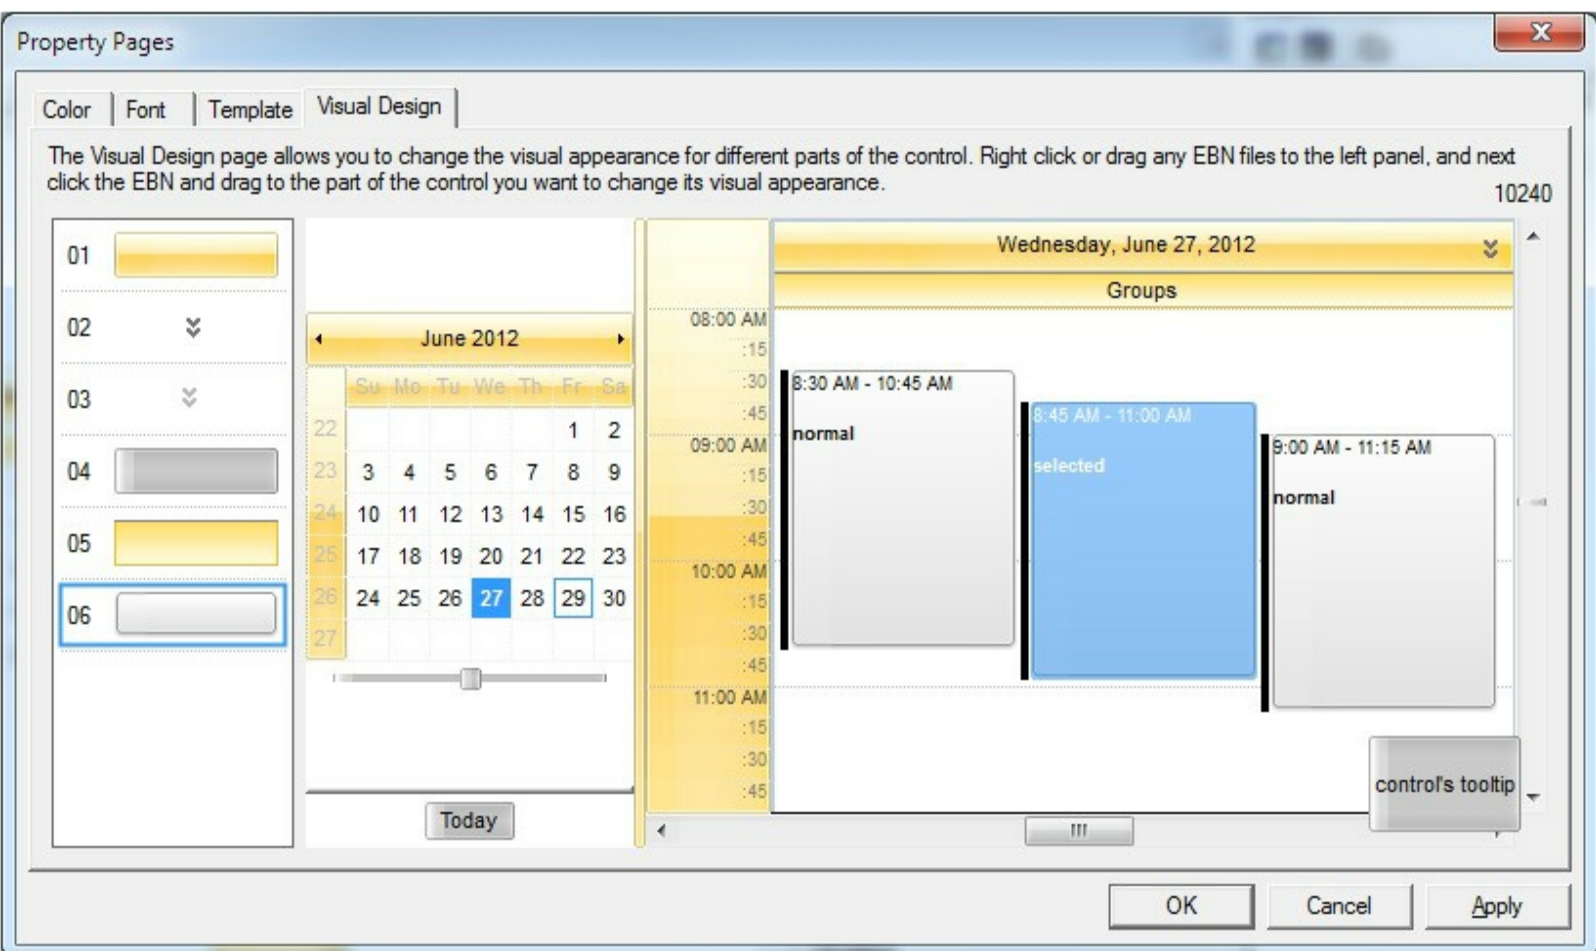 Property Pages
Color Font Template Visual Design
The Visual Design page allows you to change the visual appearance for different parts of the control. Right click or drag any EBN files to the left panel, and next
click the EBN and drag to the part of the control you want to change its visual appearance.
10240
01
02
03
04
05
06
June 2012
Su Mo Tu We Th Fr Sa
22 1 2
23 3 4 5 6 7 8 9
24 10 11 12 13 14 15 16
25 17 18 19 20 21 22 23
26 24 25 26 27 28 29 30
27
Today
Wednesday, June 27, 2012
Groups
08:00 AM
:15
:30
:45
09:00 AM
:15
:30
:45
10:00 AM
:15
:30
:45
11:00 AM
:15
:30
:45
8:30 AM - 10:45 AM
normal
8:45 AM - 11:00 AM
selected
9:00 AM - 11:15 AM
normal
control's tooltip
OK Cancel Apply